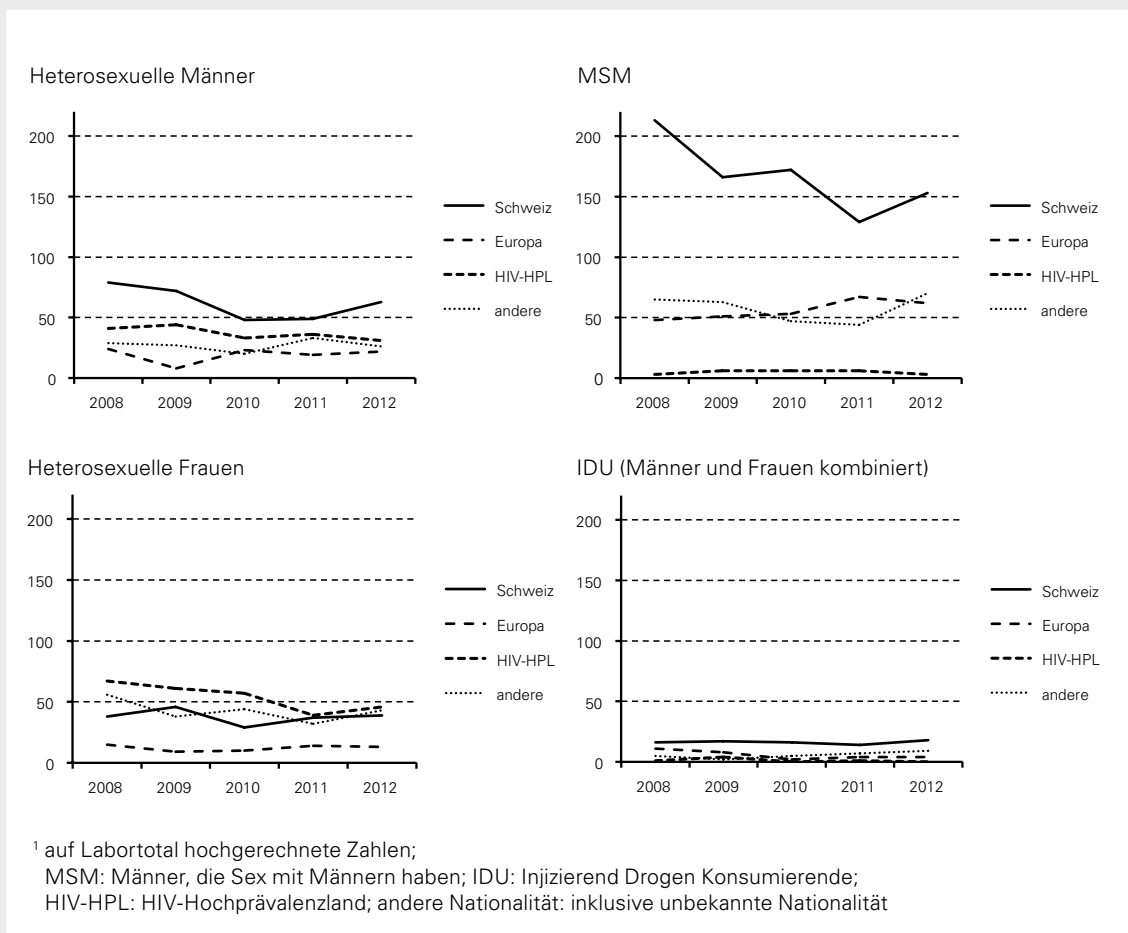 Heterosexuelle Männer
200
150
100
50
0
2008 2009 2010 2011 2012
Schweiz
Europa
HIV-HPL
andere
MSM
200
150
100
50
0
2008 2009 2010 2011 2012
Schweiz
Europa
HIV-HPL
andere
Heterosexuelle Frauen
200
150
100
50
0
2008 2009 2010 2011 2012
Schweiz
Europa
HIV-HPL
andere
IDU (Männer und Frauen kombiniert)
200
150
100
50
0
2008 2009 2010 2011 2012
Schweiz
Europa
HIV-HPL
andere
¹ auf Labortotal hochgerechnete Zahlen;
MSM: Männer, die Sex mit Männern haben; IDU: Injizierend Drogen Konsumierende;
HIV-HPL: HIV-Hochprävalenzland; andere Nationalität: inklusive unbekannte Nationalität